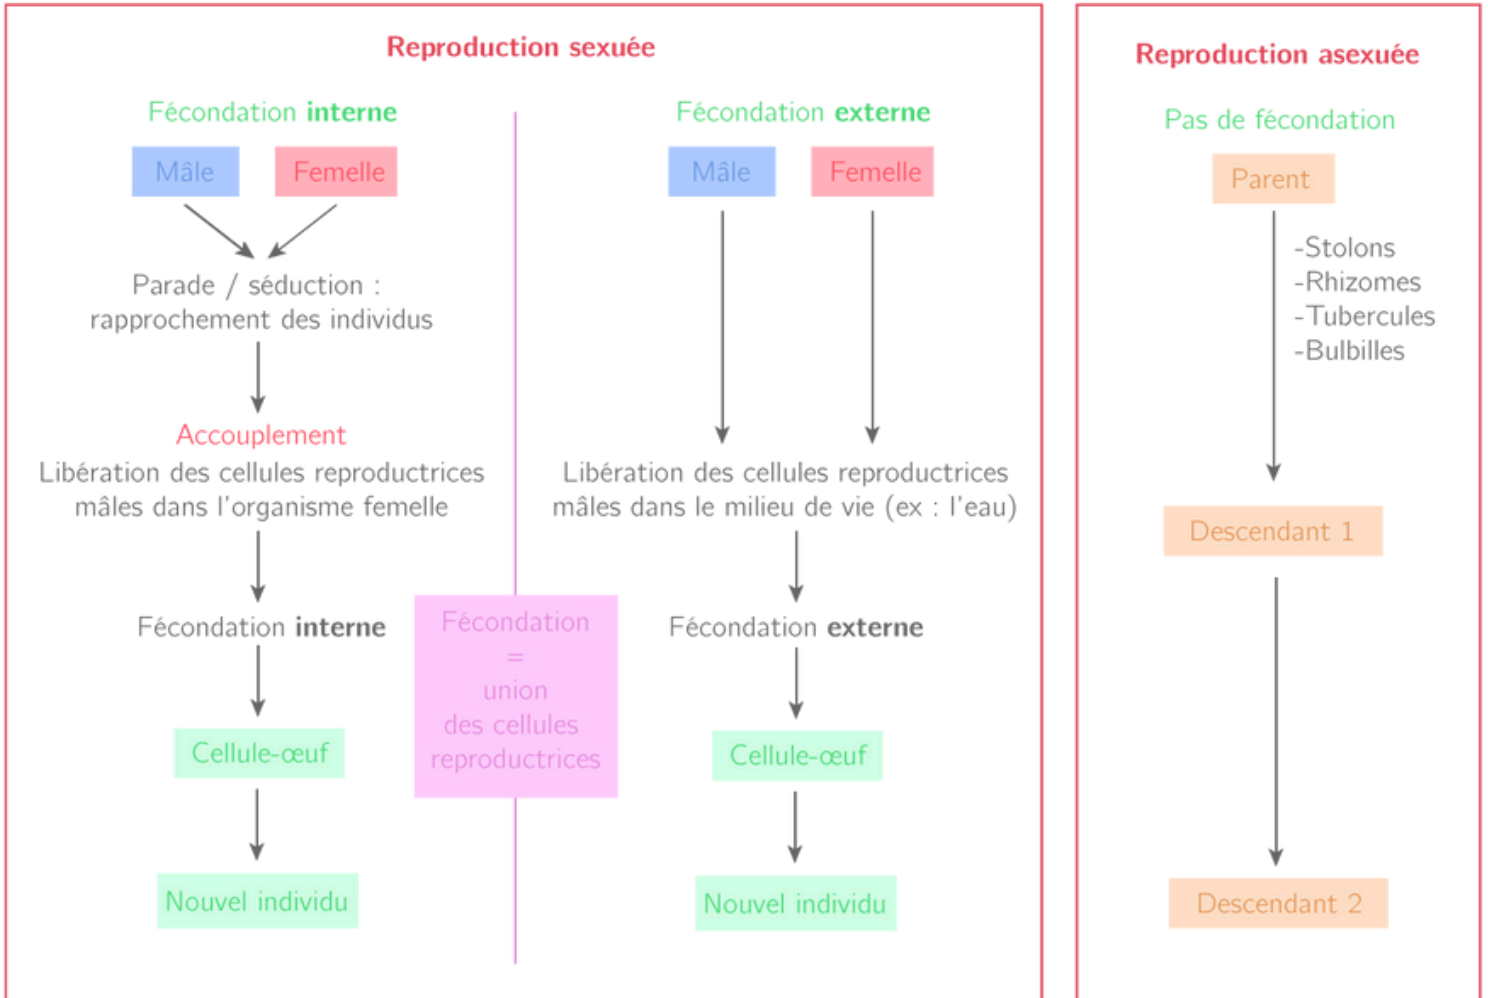 Reproduction sexuée
Fécondation interne
Mâle
Femelle
Parade / séduction :
rapprochement des individus
Accouplement
Libération des cellules reproductrices
mâles dans l'organisme femelle
Fécondation interne
Cellule-œuf
Nouvel individu
Fécondation
=
union
des cellules
reproductrices
Fécondation externe
Mâle
Femelle
Libération des cellules reproductrices
mâles dans le milieu de vie (ex : l'eau)
Fécondation externe
Cellule-œuf
Nouvel individu
Reproduction asexuée
Pas de fécondation
Parent
-Stolons
-Rhizomes
-Tubercules
-Bulbilles
Descendant 1
Descendant 2